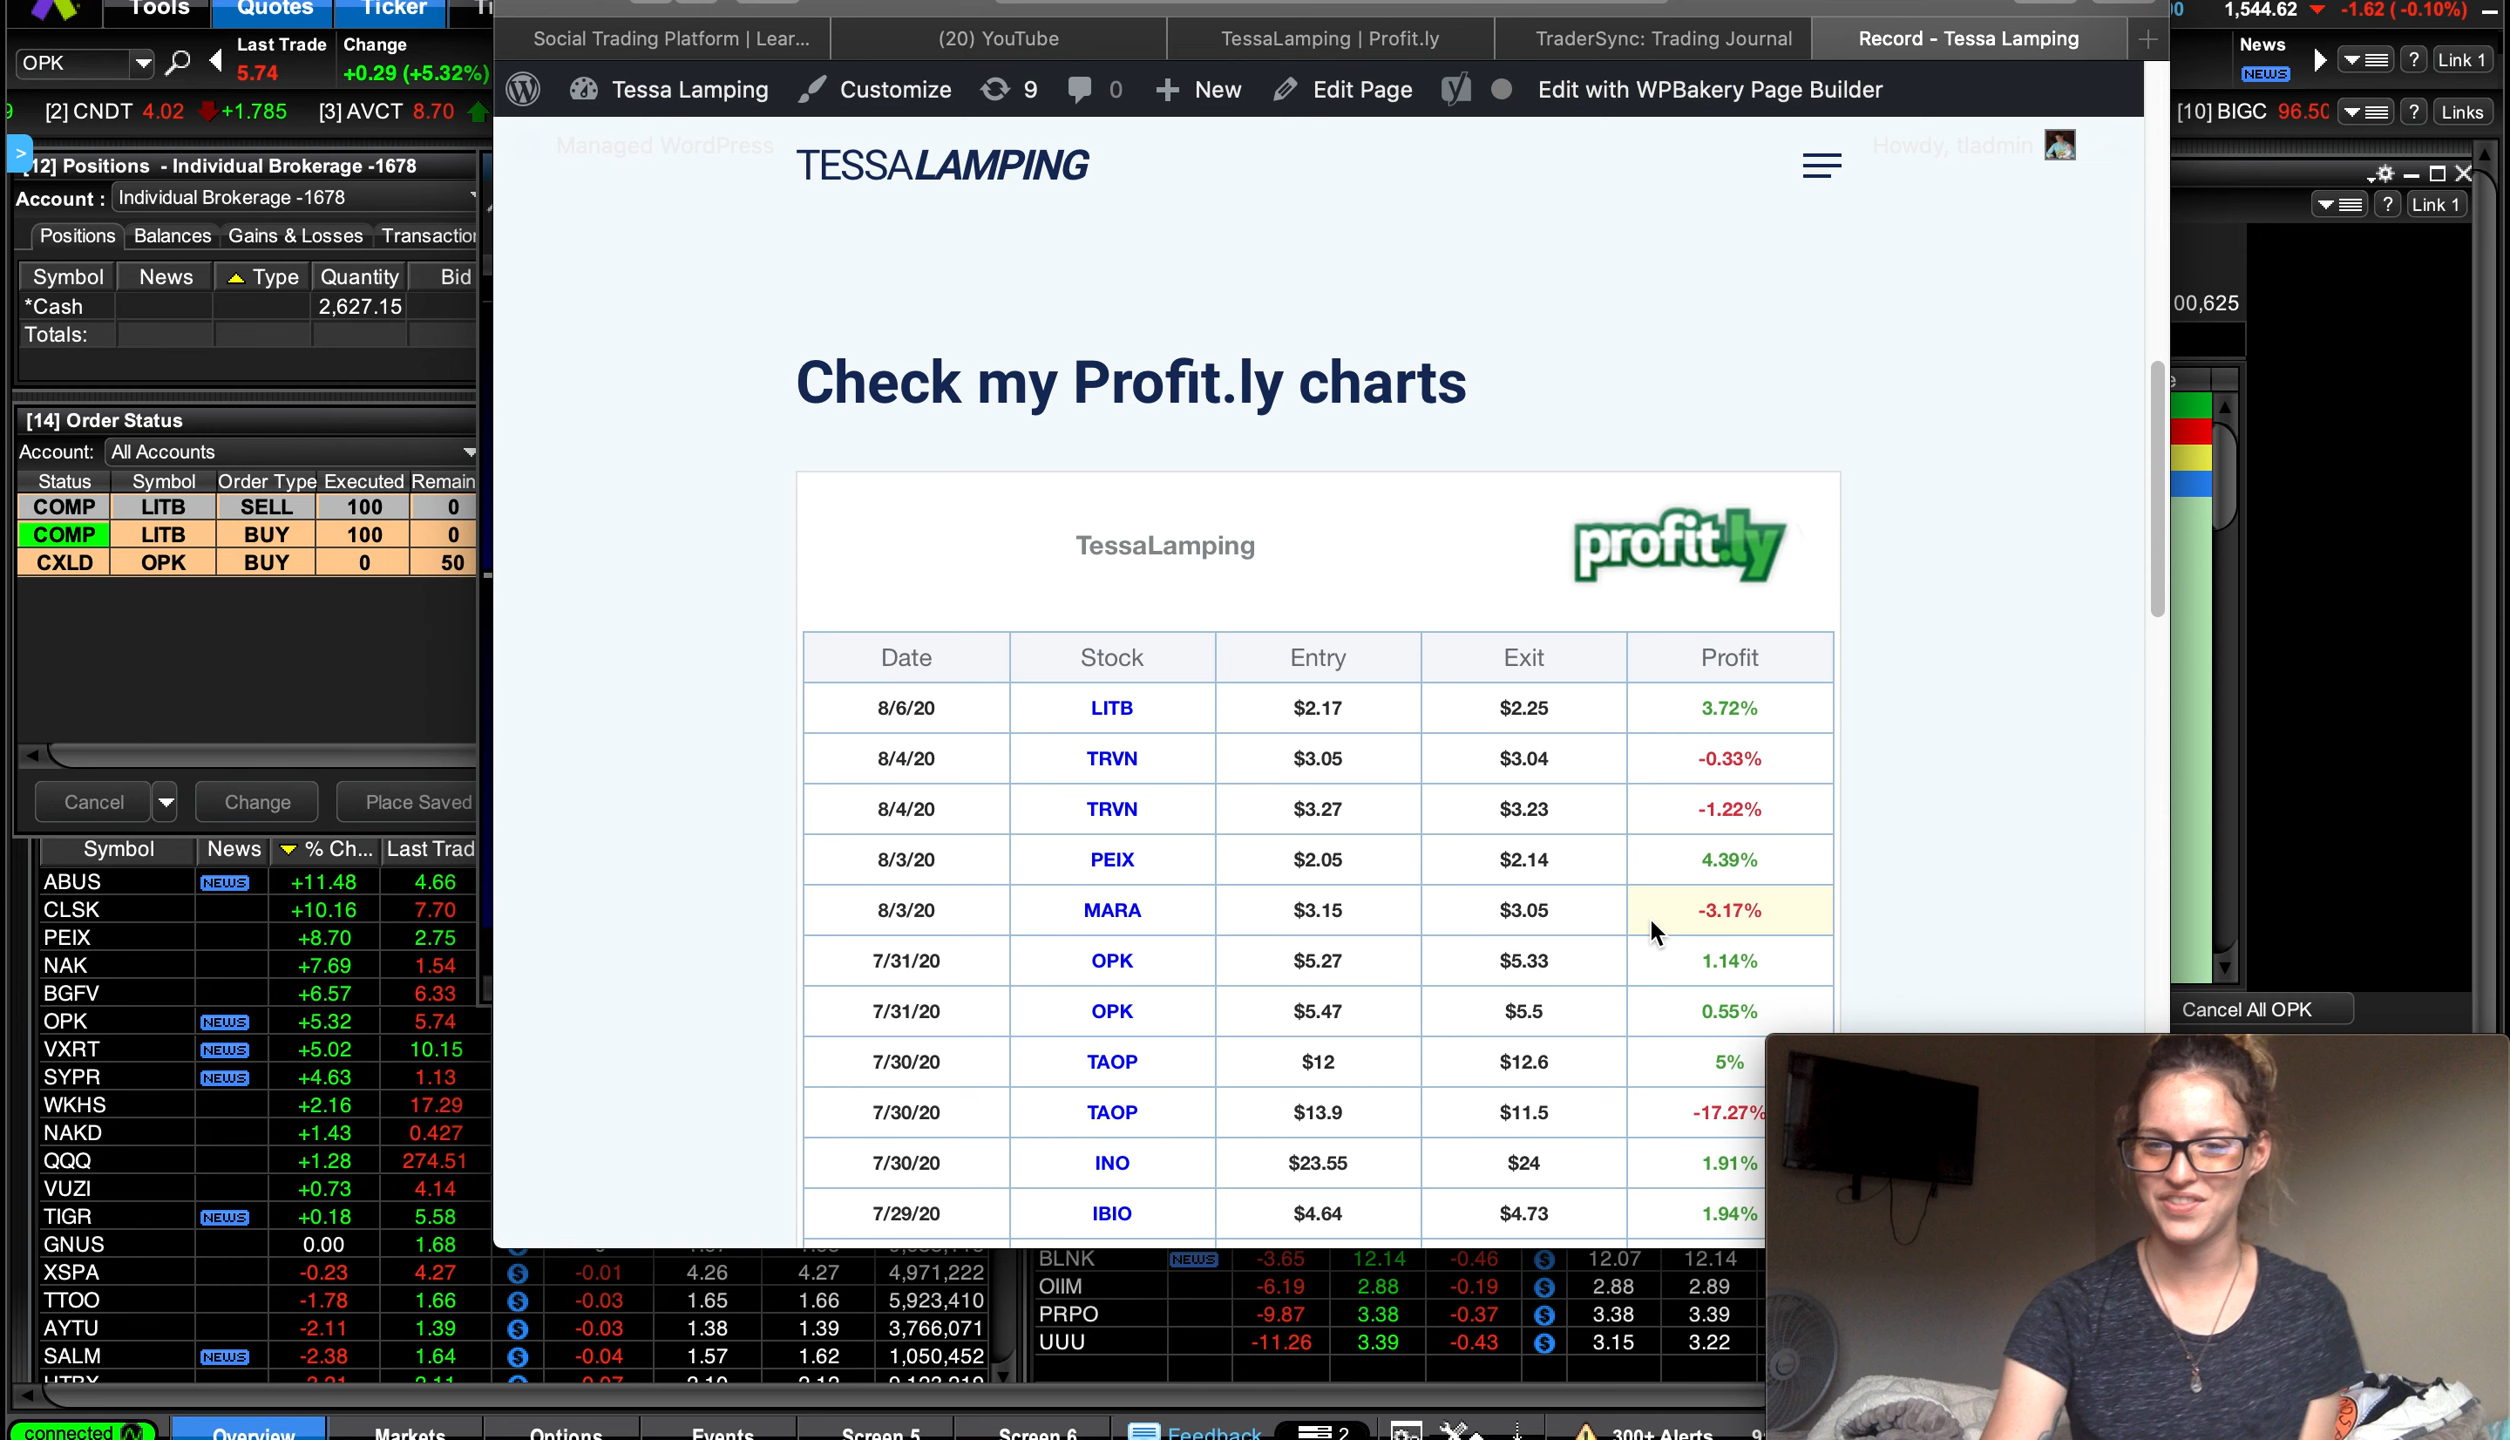 Tools Quotes Ticker
1,544.62 -1.62 ( -0.10%)
Social Trading Platform | Lear... (20) YouTube TessaLamping | Profit.ly TraderSync: Trading Journal Record - Tessa Lamping
OPK Last Trade Change
5.74 +0.29 (+5.32%)
News
NEWS ? Link 1
Tessa Lamping Customize 9 0 New Edit Page Edit with WPBakery Page Builder
[2] CNDT 4.02 +1.785 [3] AVCT 8.70
[10] BIGC 96.50 ? Links
Managed WordPress
Howdy, tladmin
TESSALAMPING
[12] Positions - Individual Brokerage -1678
Account : Individual Brokerage -1678
? Link 1
Positions Balances Gains & Losses
Symbol News Type Quantity Bid
*Cash 2,627.15
Totals:
00,625
Check my Profit.ly charts
[14] Order Status
Account: All Accounts
Status Symbol Order Type Executed Remain
COMP LITB SELL 100 0
COMP LITB BUY 100 0
CXLD OPK BUY 0 50
Cancel Change Place Saved
TessaLamping profit.ly
Date Stock Entry Exit Profit
8/6/20 LITB $2.17 $2.25 3.72%
8/4/20 TRVN $3.05 $3.04 -0.33%
8/4/20 TRVN $3.27 $3.23 -1.22%
8/3/20 PEIX $2.05 $2.14 4.39%
8/3/20 MARA $3.15 $3.05 -3.17%
7/31/20 OPK $5.27 $5.33 1.14%
7/31/20 OPK $5.47 $5.5 0.55%
7/30/20 TAOP $12 $12.6 5%
7/30/20 TAOP $13.9 $11.5 -17.27%
7/30/20 INO $23.55 $24 1.91%
7/29/20 IBIO $4.64 $4.73 1.94%
Cancel All OPK
Symbol News % Ch... Last Trad
ABUS NEWS +11.48 4.66
CLSK +10.16 7.70
PEIX +8.70 2.75
NAK +7.69 1.54
BGFV +6.57 6.33
OPK NEWS +5.32 5.74
VXRT NEWS +5.02 10.15
SYPR NEWS +4.63 1.13
WKHS +2.16 17.29
NAKD +1.43 0.427
QQQ +1.28 274.51
VUZI +0.73 4.14
TIGR NEWS +0.18 5.58
GNUS 0.00 1.68
XSPA -0.23 4.27 -0.01 4.26 4.27 4,971,222
TTOO -1.78 1.66 -0.03 1.65 1.66 5,923,410
AYTU -2.11 1.39 -0.03 1.38 1.39 3,766,071
SALM NEWS -2.38 1.64 -0.04 1.57 1.62 1,050,452
BLNK NEWS -3.65 12.14 -0.46 12.07 12.14
OIIM -6.19 2.88 -0.19 2.88 2.89
PRPO -9.87 3.38 -0.37 3.38 3.39
UUU -11.26 3.39 -0.43 3.15 3.22
connected Overview Markets Options Events Screen 5 Screen 6 Feedback 2 300+ Alerts